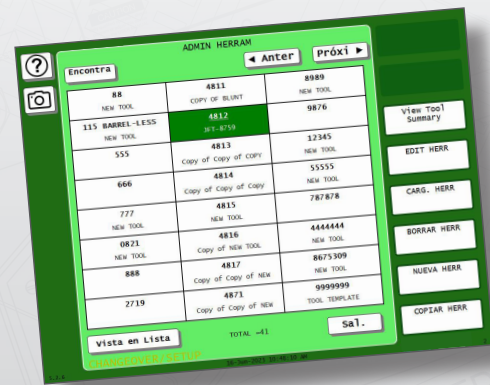 ADMIN HERRAM
?
Encontra
◄ Anter
Próxi ►
88
NEW TOOL
4811
COPY OF BLUNT
8989
NEW TOOL
115 BARREL-LESS
NEW TOOL
4812
JFT-8759
9876
555
4813
Copy of Copy of COPY
12345
NEW TOOL
666
4814
Copy of Copy of Copy
55555
NEW TOOL
777
NEW TOOL
4815
NEW TOOL
787878
0821
NEW TOOL
4816
Copy of NEW TOOL
4444444
NEW TOOL
888
4817
Copy of Copy of NEW
8675309
NEW TOOL
2719
4871
Copy of Copy of NEW
9999999
TOOL TEMPLATE
Vista en Lista
TOTAL =41
Sal.
View Tool
Summary
EDIT HERR
CARG. HERR
BORRAR HERR
NUEVA HERR
COPIAR HERR
CHANGEOVER/SETUP